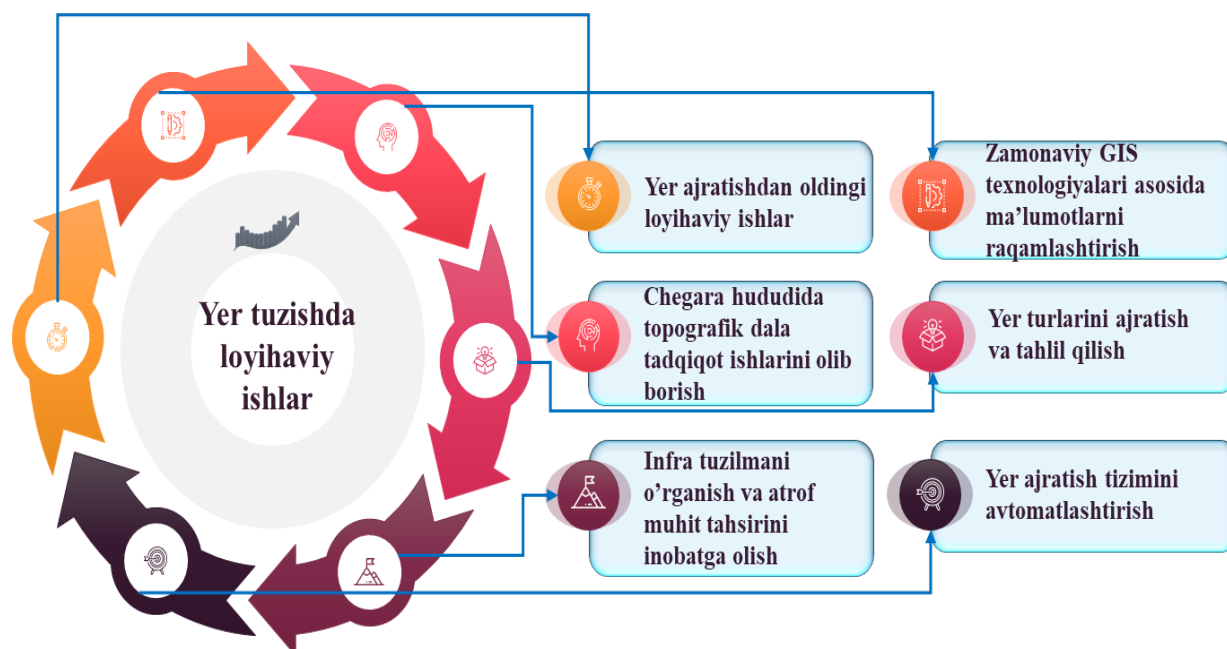 Yer tuzishda
loyihaviy
ishlar
Yer ajratishdan oldingi
loyihaviy ishlar
Zamonaviy GIS
texnologiyalari asosida
ma’lumotlarni
raqamlashtirish
Chegara hududida
topografik dala
tadqiqot ishlarini olib
borish
Yer turlarini ajratish
va tahlil qilish
Infra tuzilmani
o’rganish va atrof
muhit tahsirini
inobatga olish
Yer ajratish tizimini
avtomatlashtirish